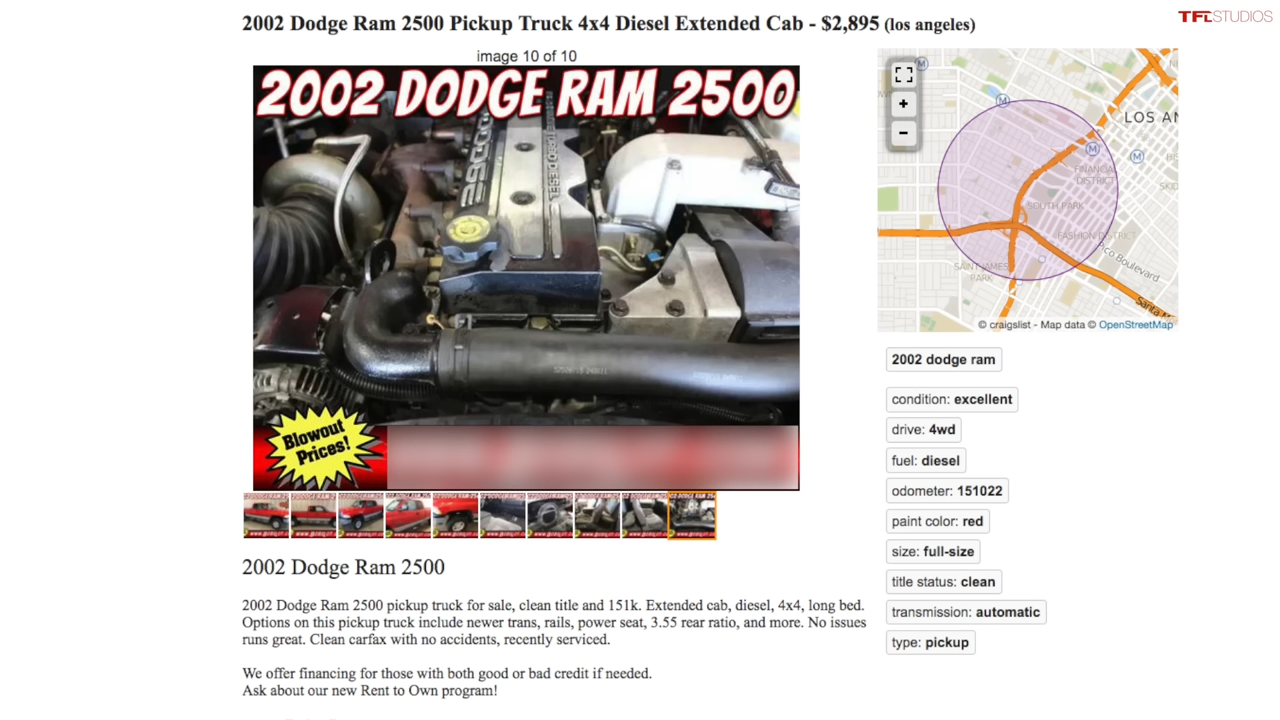 TFLSTUDIOS
2002 Dodge Ram 2500 Pickup Truck 4x4 Diesel Extended Cab - $2,895 (los angeles)
image 10 of 10
2002 DODGE RAM 2500
TURBO DIESEL
Blowout
Prices!
+
−
M
M
M
M
LOS AN
FINANCIAL
DISTRICT
SOUTH PARK
FASHION DISTRICT
SAINT JAMES
PARK
Co Boulevard
Santa M
© craigslist - Map data © OpenStreetMap
2002 dodge ram
condition: excellent
drive: 4wd
fuel: diesel
odometer: 151022
paint color: red
size: full-size
title status: clean
transmission: automatic
type: pickup
2002 Dodge Ram 2500
2002 Dodge Ram 2500 pickup truck for sale, clean title and 151k. Extended cab, diesel, 4x4, long bed.
Options on this pickup truck include newer trans, rails, power seat, 3.55 rear ratio, and more. No issues
runs great. Clean carfax with no accidents, recently serviced.
We offer financing for those with both good or bad credit if needed.
Ask about our new Rent to Own program!